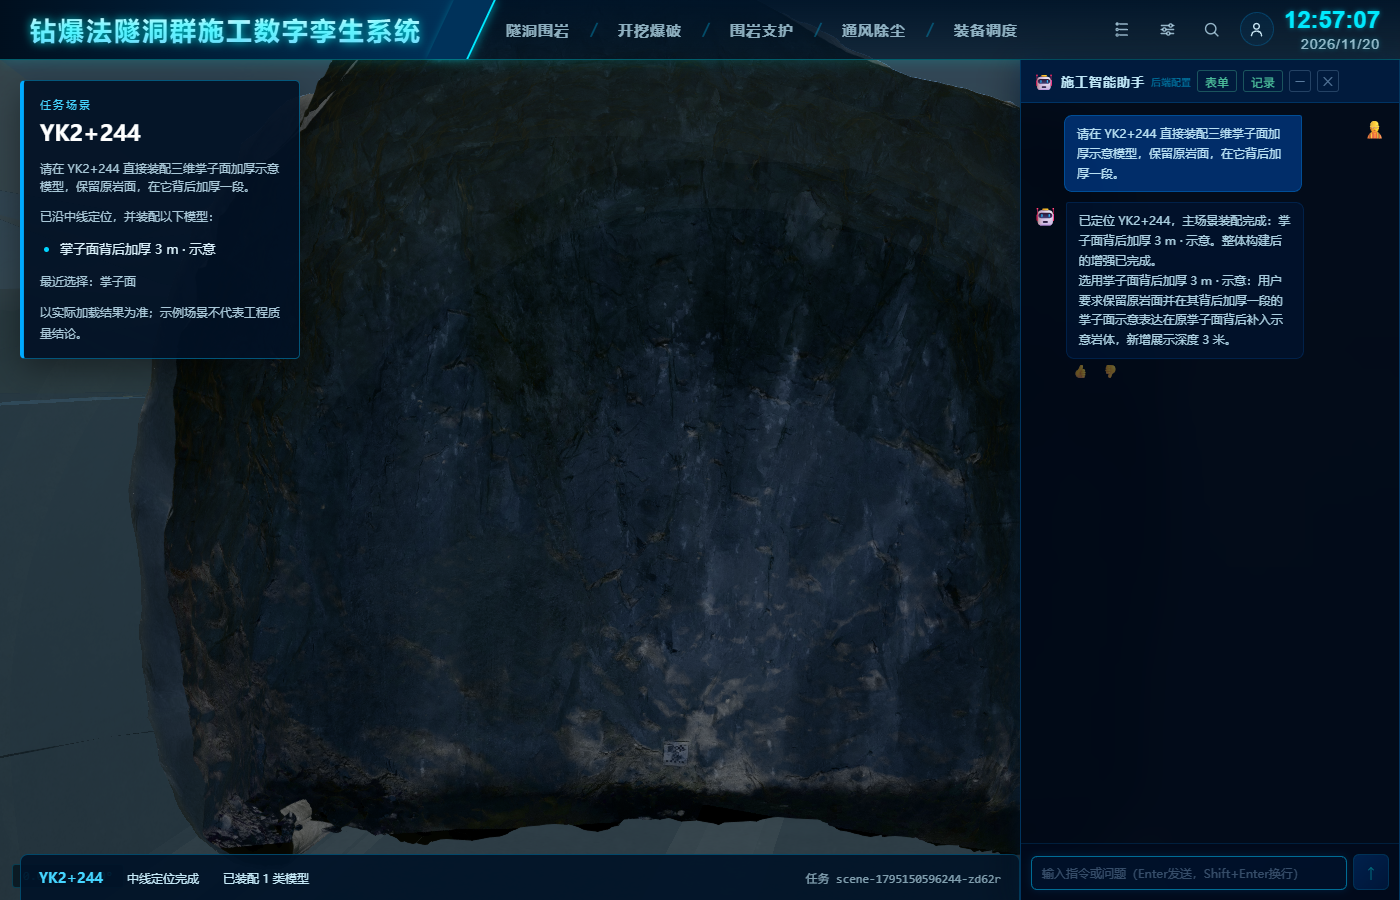 钻爆法隧洞群施工数字孪生系统
隧洞围岩 / 开挖爆破 / 围岩支护 / 通风除尘 / 装备调度
12:57:07
2026/11/20
任务场景
YK2+244
请在 YK2+244 直接装配三维掌子面加厚示意
模型，保留原岩面，在它背后加厚一段。
已沿中线定位，并装配以下模型：
掌子面背后加厚 3 m · 示意
最近选择：掌子面
以实际加载结果为准；示例场景不代表工程质
量结论。
施工智能助手 后端配置 表单 记录
请在 YK2+244 直接装配三维掌子面加
厚示意模型，保留原岩面，在它背后加
厚一段。
已定位 YK2+244，主场景装配完成：掌
子面背后加厚 3 m · 示意。整体构建后
的增强已完成。
选用掌子面背后加厚 3 m · 示意：用户
要求保留原岩面并在其背后加厚一段的
掌子面示意表达在原掌子面背后补入示
意岩体，新增展示深度 3 米。
输入指令或问题（Enter发送，Shift+Enter换行）
YK2+244 中线定位完成 已装配 1 类模型
任务 scene-1795150596244-zd62r